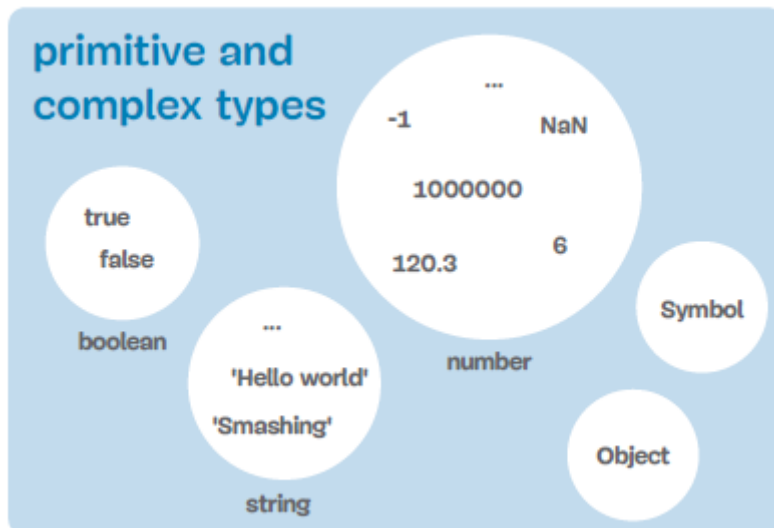 primitive and
complex types
...
-1
NaN
1000000
120.3
6
number
true
false
boolean
...
'Hello world'
'Smashing'
string
Symbol
Object